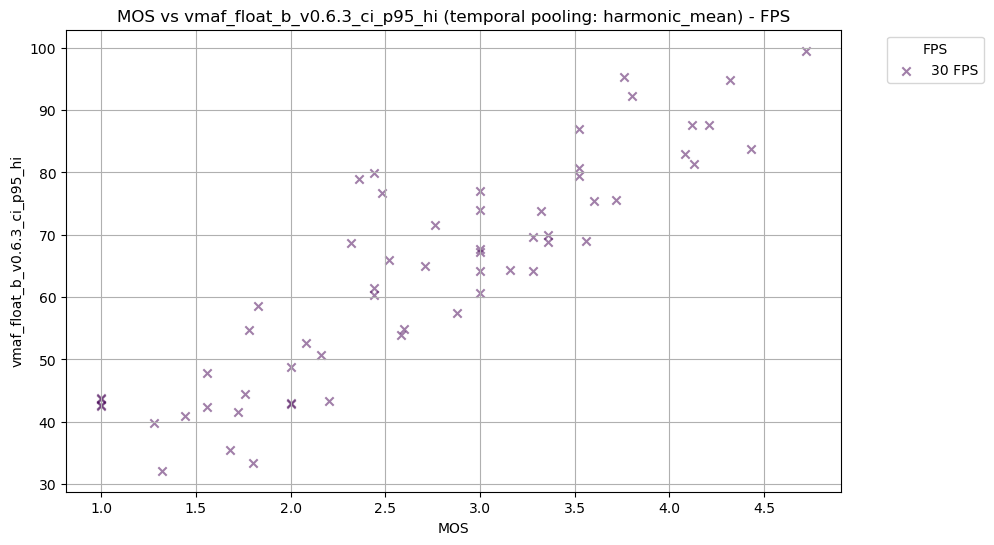 MOS vs vmaf_float_b_v0.6.3_ci_p95_hi (temporal pooling: harmonic_mean) - FPS
FPS
30 FPS
vmaf_float_b_v0.6.3_ci_p95_hi
100
90
80
70
60
50
40
30
1.0 1.5 2.0 2.5 3.0 3.5 4.0 4.5
MOS